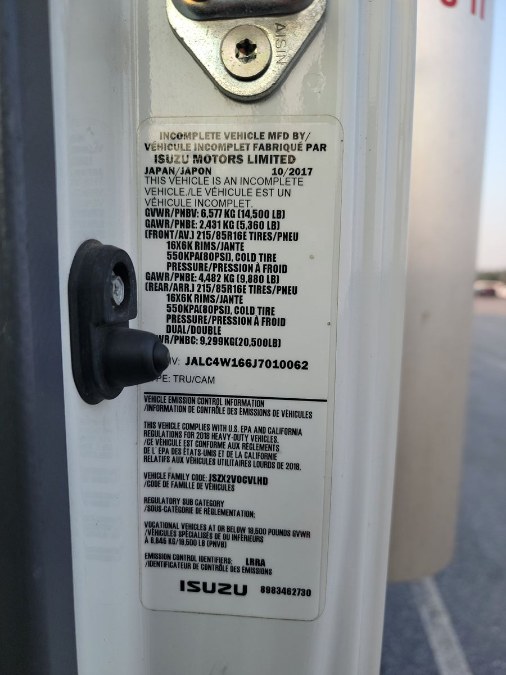 AISIN
INCOMPLETE VEHICLE MFD BY/
VÉHICULE INCOMPLET FABRIQUÉ PAR
ISUZU MOTORS LIMITED
JAPAN/JAPON 10/2017
THIS VEHICLE IS AN INCOMPLETE
VEHICLE./LE VÉHICULE EST UN
VÉHICULE INCOMPLET.
GVWR/PNBV: 6,577 KG (14,500 LB)
GAWR/PNBE: 2,431 KG (5,360 LB)
(FRONT/AV.) 215/85R16E TIRES/PNEU
16X6K RIMS/JANTE
550KPA(80PSI), COLD TIRE
PRESSURE/PRESSION À FROID
GAWR/PNBE: 4,482 KG (9,880 LB)
(REAR/ARR.) 215/85R16E TIRES/PNEU
16X6K RIMS/JANTE
550KPA(80PSI), COLD TIRE
PRESSURE/PRESSION À FROID
DUAL/DOUBLE
WR/PNBC: 9,299KG(20,500LB)
JALC4W166J7010062
PE: TRU/CAM
VEHICLE EMISSION CONTROL INFORMATION
/INFORMATION DE CONTRÔLE DES ÉMISSIONS DE VÉHICULES
THIS VEHICLE COMPLIES WITH U.S. EPA AND CALIFORNIA
REGULATIONS FOR 2018 HEAVY-DUTY VEHICLES.
/CE VÉHICULE EST CONFORME AUX RÈGLEMENTS
DE L EPA DES ÉTATS-UNIS ET DE LA CALIFORNIE
RELATIFS AUX VÉHICULES UTILITAIRES LOURDS DE 2018.
VEHICLE FAMILY CODE: JSZX2VOCVLHD
/CODE DE FAMILLE DE VÉHICULES
REGULATORY SUB CATEGORY
/SOUS-CATÉGORIE DE RÉGLEMENTATION:
VOCATIONAL VEHICLES AT OR BELOW 19,500 POUNDS GVWR
/VÉHICULES SPÉCIALISÉS DE OU INFÉRIEURS
À 8,845 KG/19,500 LB (PNVB)
EMISSION CONTROL IDENTIFIERS: LRRA
/IDENTIFICATEUR DE CONTRÔLE DES ÉMISSIONS
ISUZU 8983462730